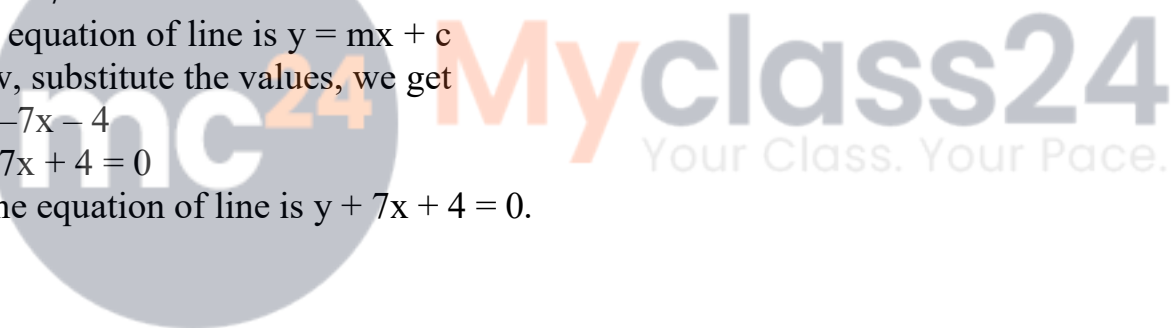 equation of line is y = mx + c
, substitute the values, we get
–7x – 4
7x + 4 = 0
equation of line is y + 7x + 4 = 0.
mc24
Myclass24
Your Class. Your Pace.